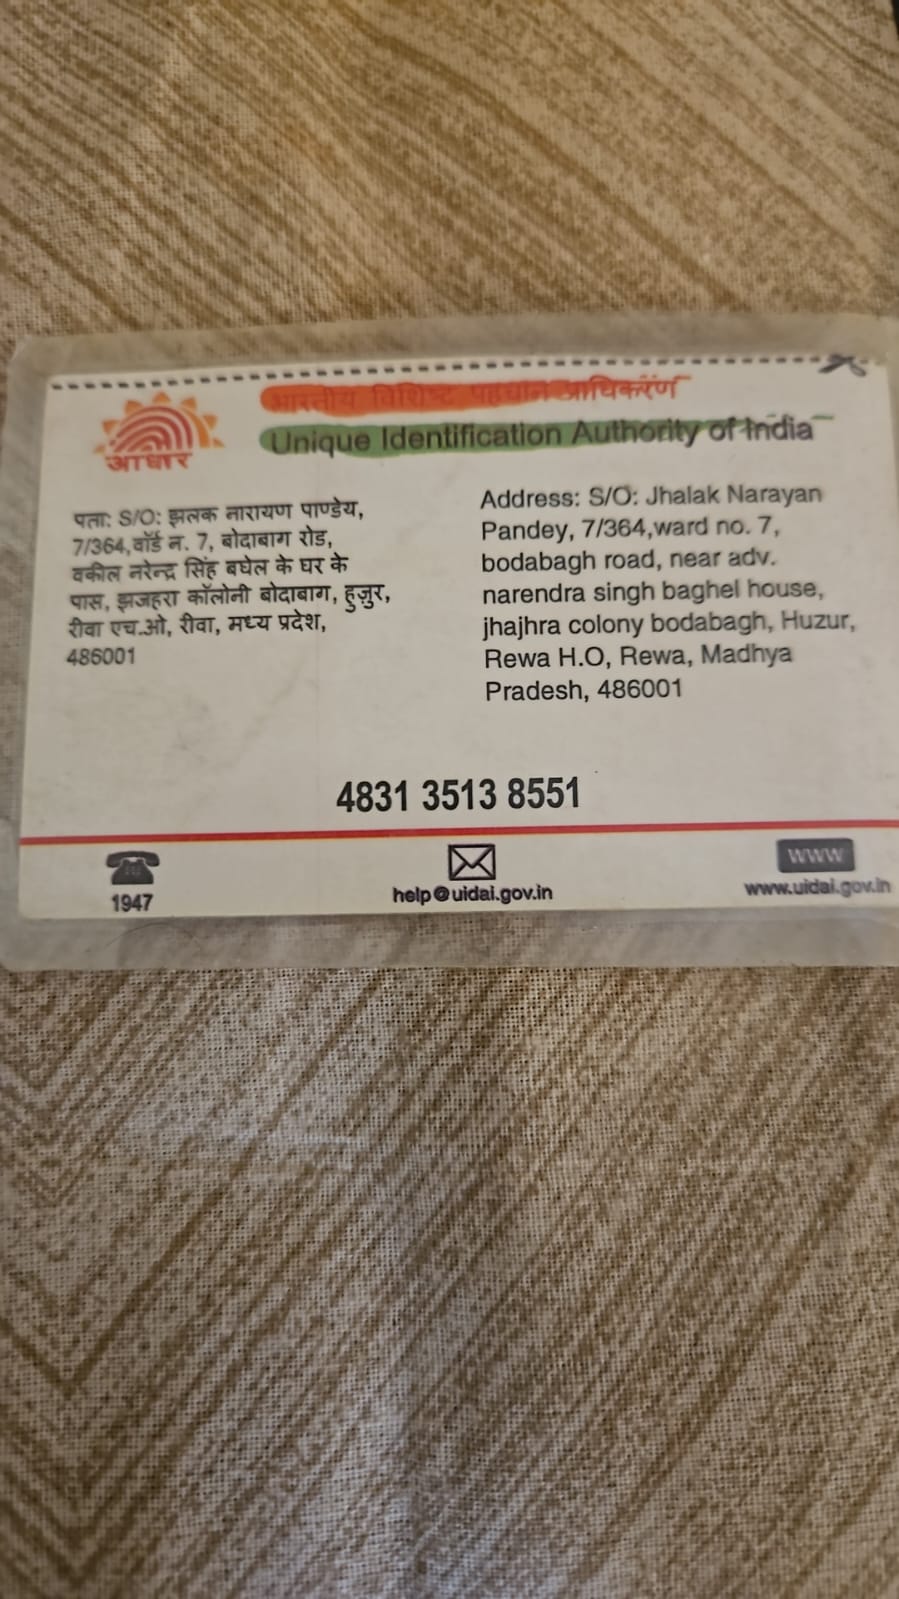 भारतीय विशिष्ट पहचान प्राधिकरण
Unique Identification Authority of India
आधार
पता: S/O: झलक नारायण पाण्डेय,
7/364,वॉर्ड न. 7, बोदाबाग रोड,
वकील नरेन्द्र सिंह बघेल के घर के
पास, झजहरा कॉलोनी बोदाबाग, हुज़ुर,
रीवा एच.ओ, रीवा, मध्य प्रदेश,
486001
Address: S/O: Jhalak Narayan
Pandey, 7/364,ward no. 7,
bodabagh road, near adv.
narendra singh baghel house,
jhajhra colony bodabagh, Huzur,
Rewa H.O, Rewa, Madhya
Pradesh, 486001
4831 3513 8551
1947
help@uidai.gov.in
WWW
www.uidai.gov.in